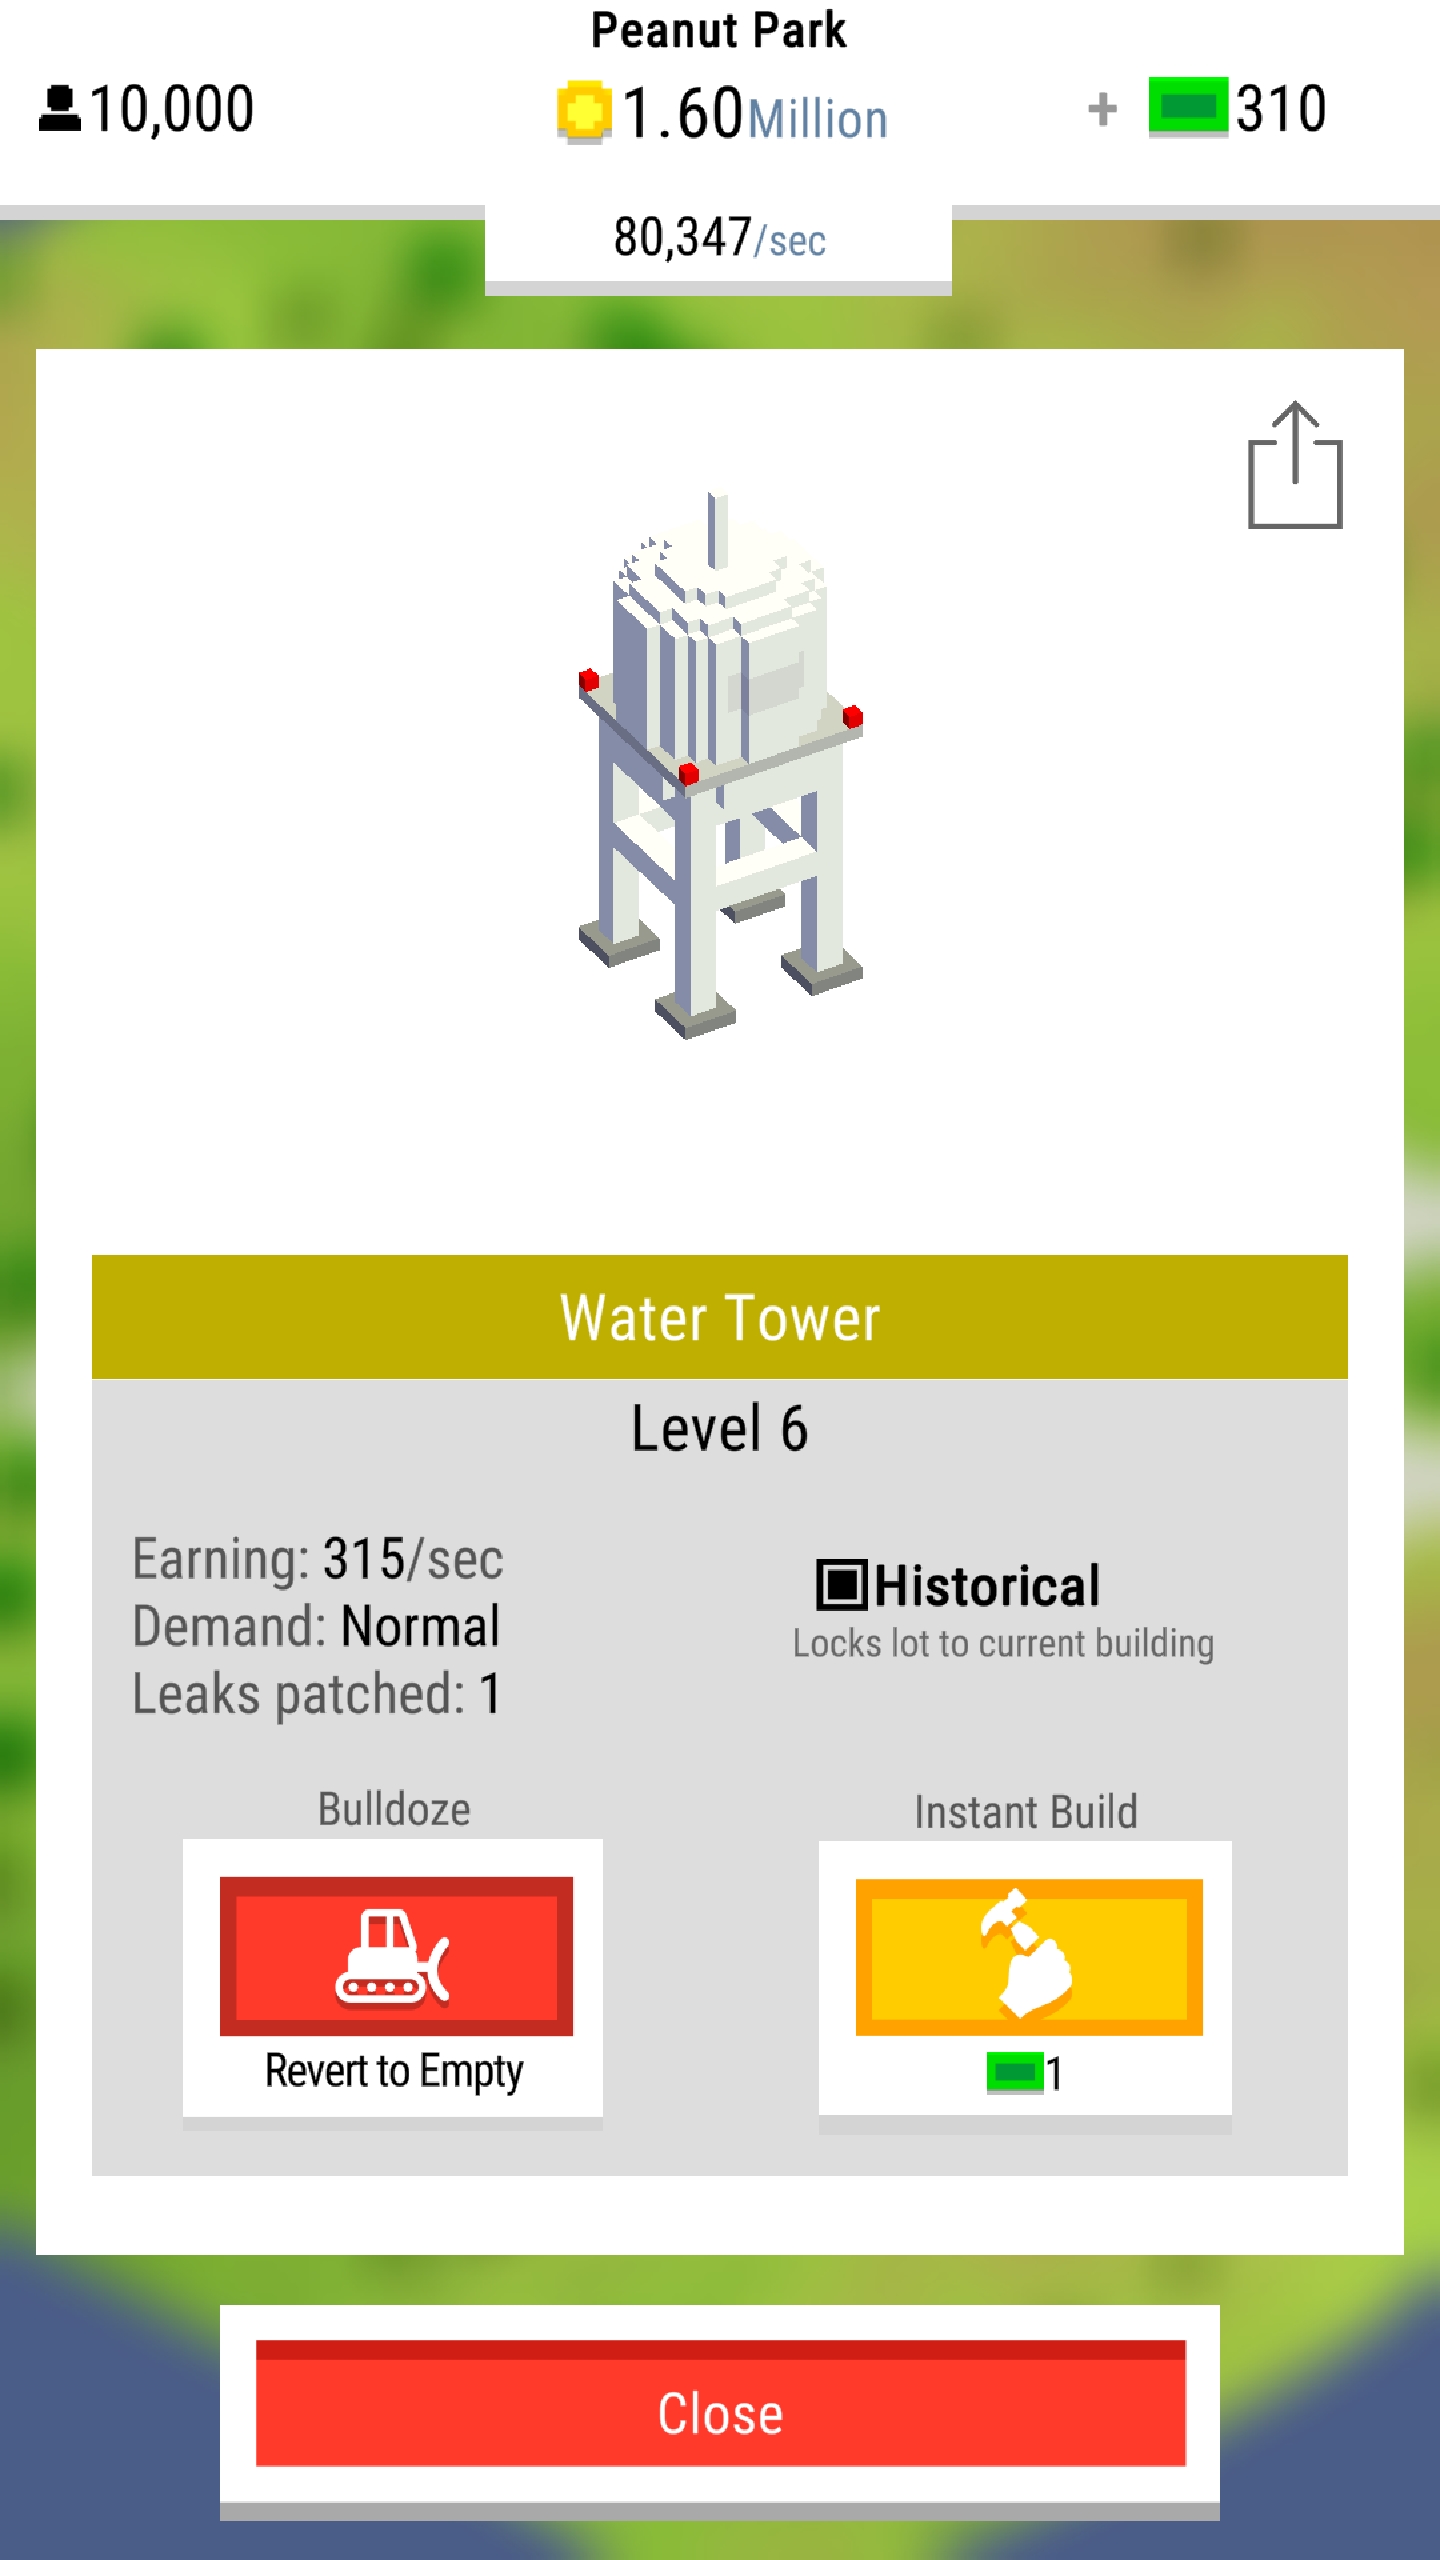 Peanut Park
10,000
1.60Million
+ 310
80,347/sec
Water Tower
Level 6
Earning: 315/sec
Demand: Normal
Leaks patched: 1
Historical
Locks lot to current building
Bulldoze
Revert to Empty
Instant Build
1
Close